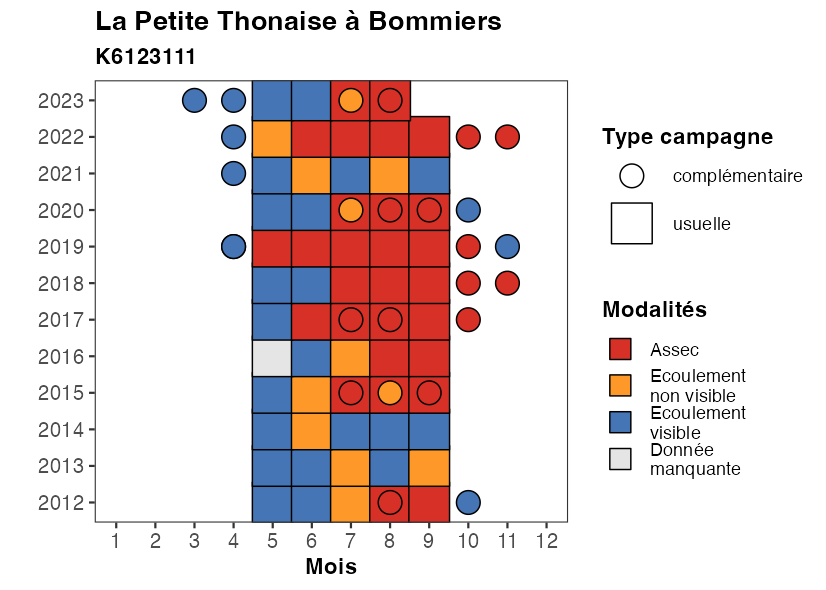 La Petite Thonaise à Bommiers
K6123111
2023
2022
2021
2020
2019
2018
2017
2016
2015
2014
2013
2012
1 2 3 4 5 6 7 8 9 10 11 12
Mois
Type campagne
complémentaire
usuelle
Modalités
Assec
Ecoulement
non visible
Ecoulement
visible
Donnée
manquante